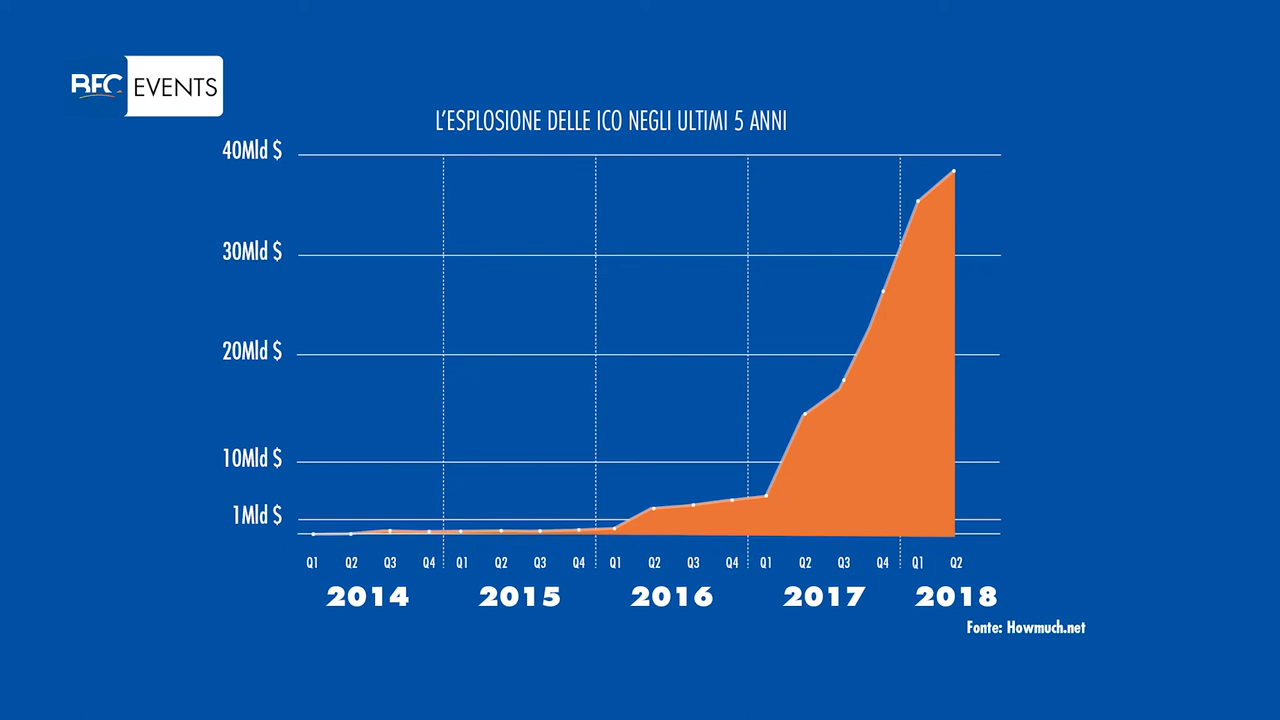 BFC EVENTS
L'ESPLOSIONE DELLE ICO NEGLI ULTIMI 5 ANNI
40Mld $
30Mld $
20Mld $
10Mld $
1Mld $
Q1 Q2 Q3 Q4 Q1 Q2 Q3 Q4 Q1 Q2 Q3 Q4 Q1 Q2 Q3 Q4 Q1 Q2
2014 2015 2016 2017 2018
Fonte: Howmuch.net